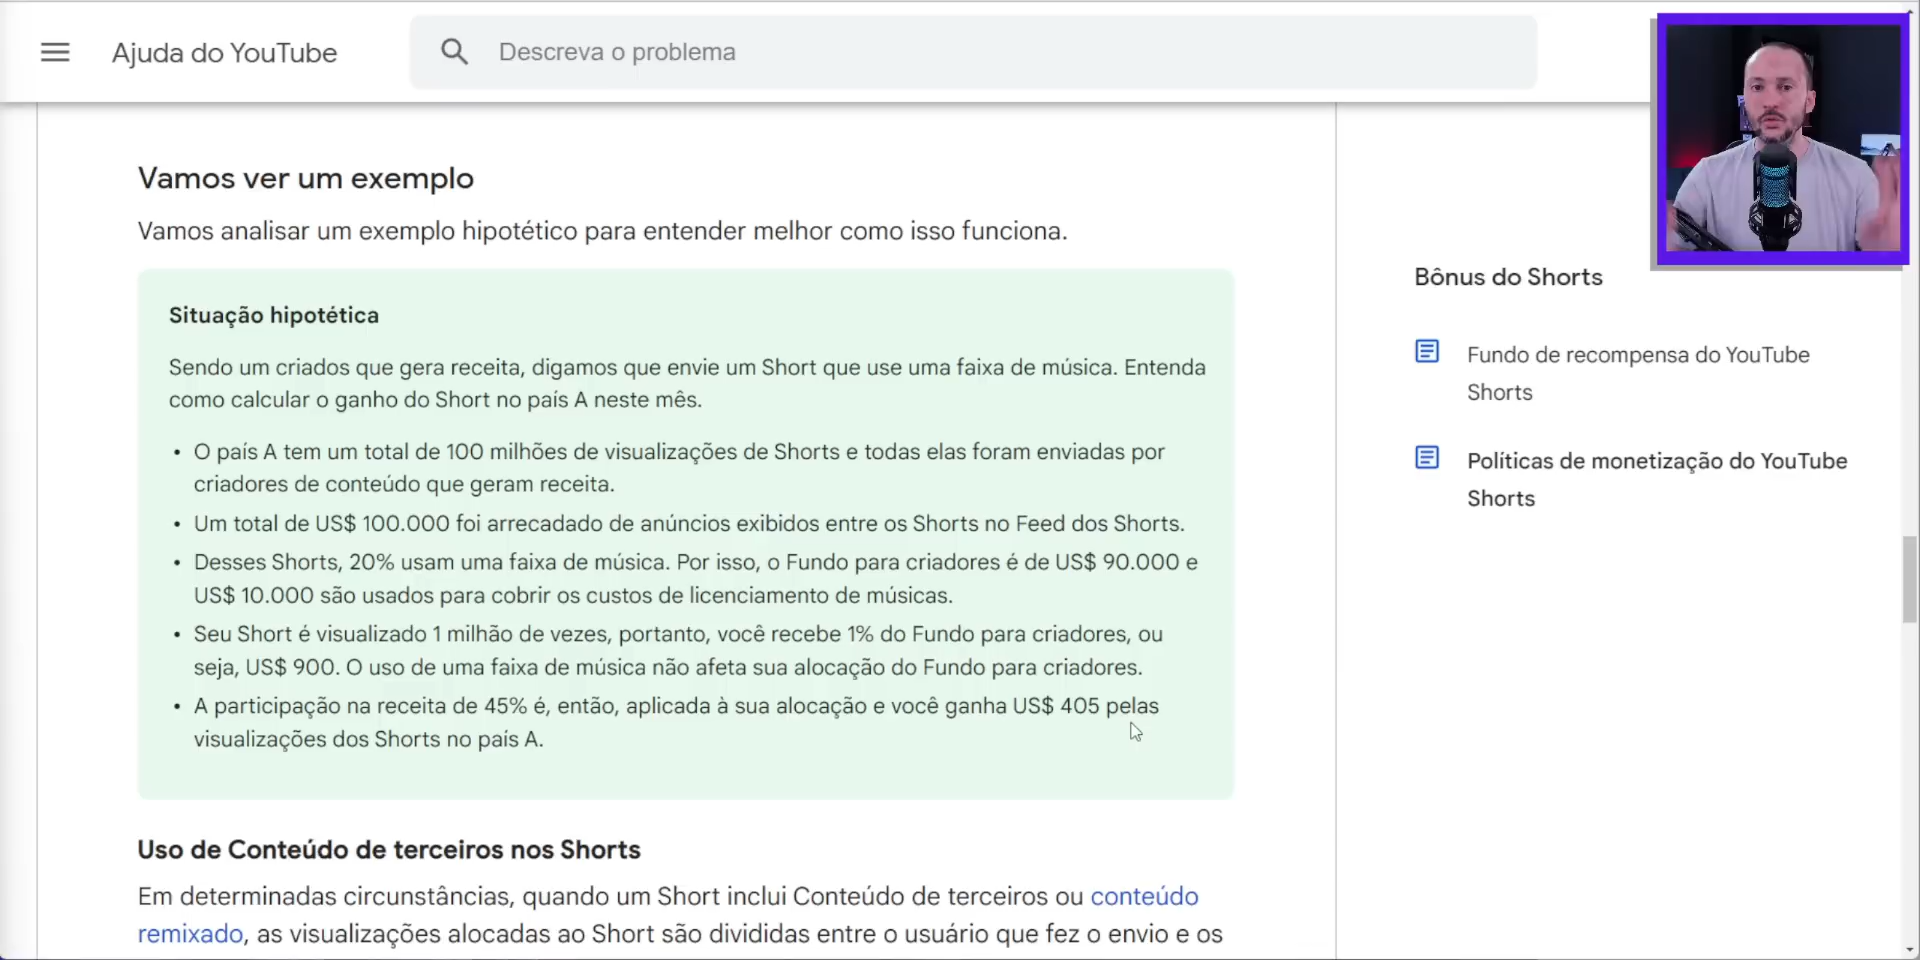 Ajuda do YouTube
Descreva o problema
Vamos ver um exemplo
Vamos analisar um exemplo hipotético para entender melhor como isso funciona.
Situação hipotética
Sendo um criados que gera receita, digamos que envie um Short que use uma faixa de música. Entenda
como calcular o ganho do Short no país A neste mês.
• O país A tem um total de 100 milhões de visualizações de Shorts e todas elas foram enviadas por
criadores de conteúdo que geram receita.
• Um total de US$ 100.000 foi arrecadado de anúncios exibidos entre os Shorts no Feed dos Shorts.
• Desses Shorts, 20% usam uma faixa de música. Por isso, o Fundo para criadores é de US$ 90.000 e
US$ 10.000 são usados para cobrir os custos de licenciamento de músicas.
• Seu Short é visualizado 1 milhão de vezes, portanto, você recebe 1% do Fundo para criadores, ou
seja, US$ 900. O uso de uma faixa de música não afeta sua alocação do Fundo para criadores.
• A participação na receita de 45% é, então, aplicada à sua alocação e você ganha US$ 405 pelas
visualizações dos Shorts no país A.
Uso de Conteúdo de terceiros nos Shorts
Em determinadas circunstâncias, quando um Short inclui Conteúdo de terceiros ou conteúdo
remixado, as visualizações alocadas ao Short são divididas entre o usuário que fez o envio e os
Bônus do Shorts
Fundo de recompensa do YouTube
Shorts
Políticas de monetização do YouTube
Shorts